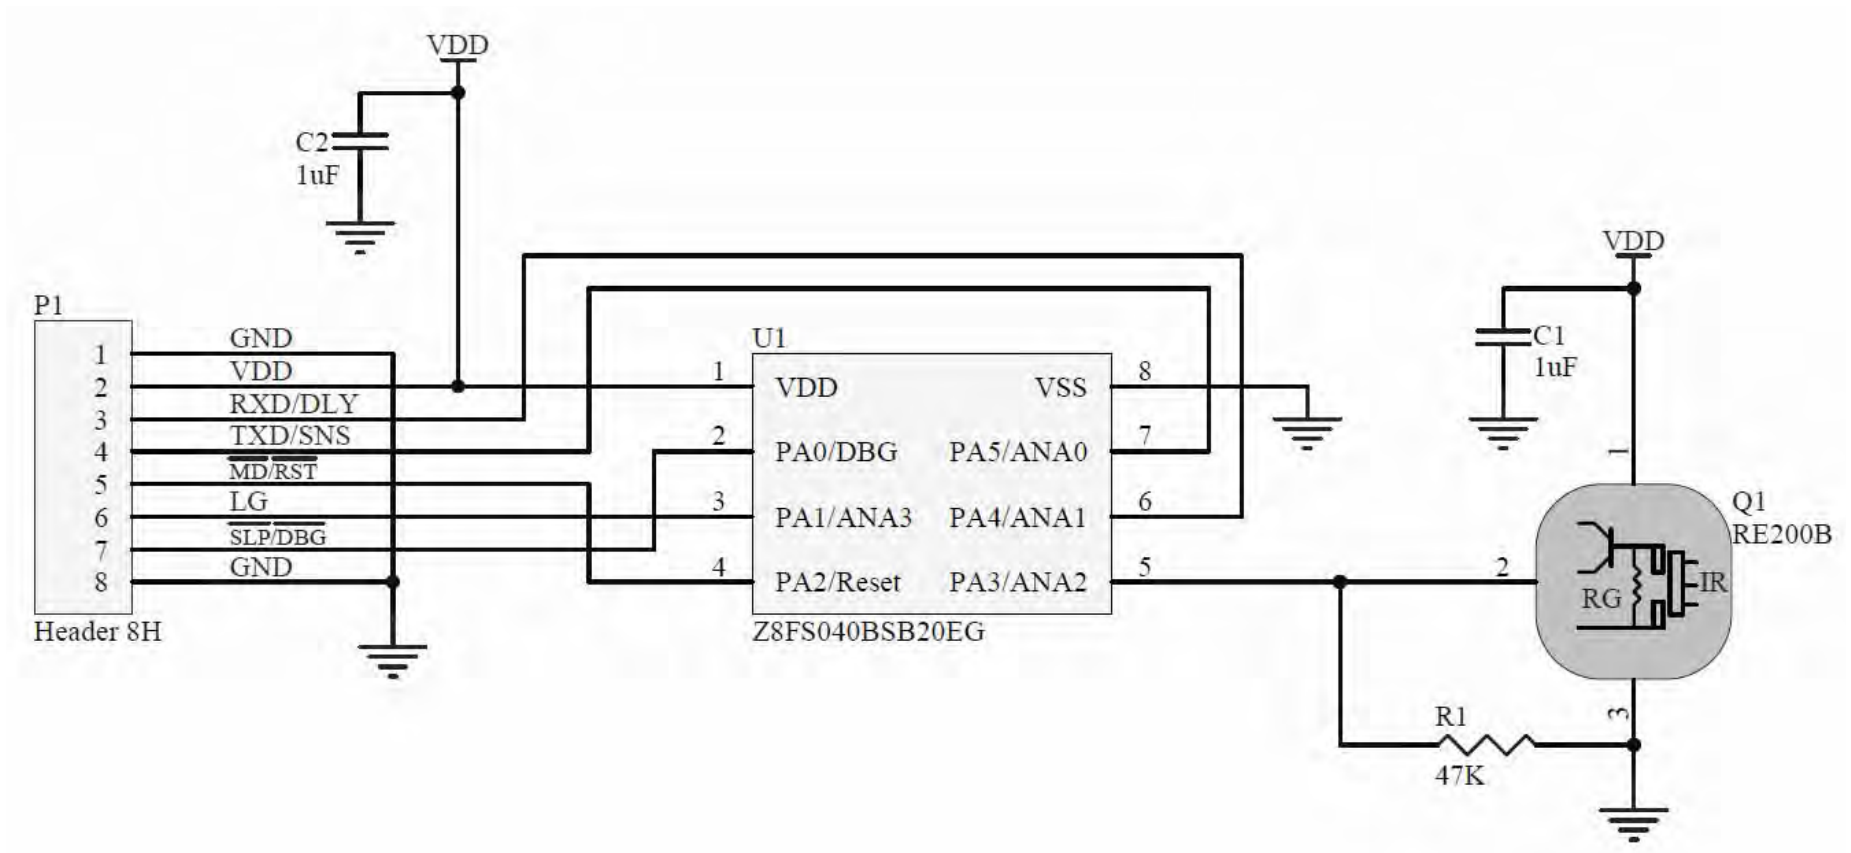 VDD
C2
1uF
VDD
P1
1
GND
2
VDD
3
RXD/DLY
4
TXD/SNS
5
MD/RST
6
LG
7
SLP/DBG
8
GND
Header 8H
U1
1
VDD
VSS
8
2
PA0/DBG
PA5/ANA0
7
3
PA1/ANA3
PA4/ANA1
6
4
PA2/Reset
PA3/ANA2
5
Z8FS040BSB20EG
C1
1uF
1
Q1
RE200B
2
RG
IR
3
R1
47K